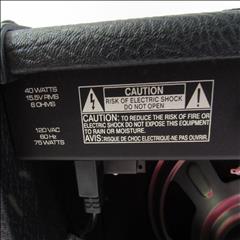 40 WATTS
15.5V RMS
6 OHMS
120 VAC
60 Hz
75 WATTS
CAUTION
RISK OF ELECTRIC SHOCK
DO NOT OPEN
CAUTION: TO REDUCE THE RISK OF FIRE OR
ELECTRIC SHOCK DO NOT EXPOSE THIS EQUIPMENT
TO RAIN OR MOISTURE.
AVIS: RISQUE DE CHOC ELECTRIQUE-NE PAS OUVRIR.